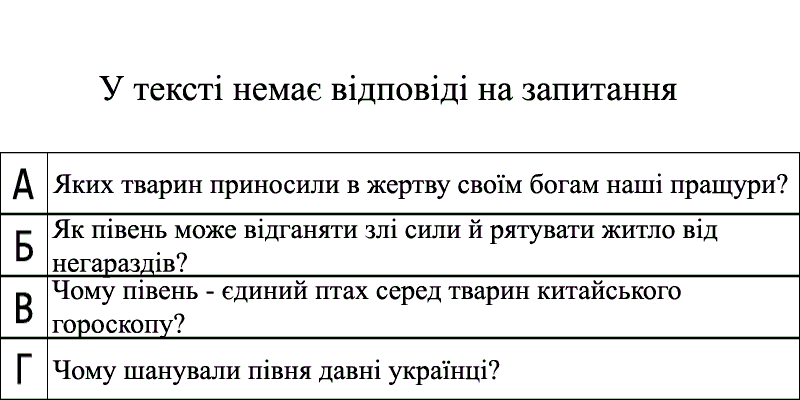 У тексті немає відповіді на запитання
А Яких тварин приносили в жертву своїм богам наші пращури?
Б Як півень може відганяти злі сили й рятувати житло від
негараздів?
В Чому півень - єдиний птах серед тварин китайського
гороскопу?
Г Чому шанували півня давні українці?